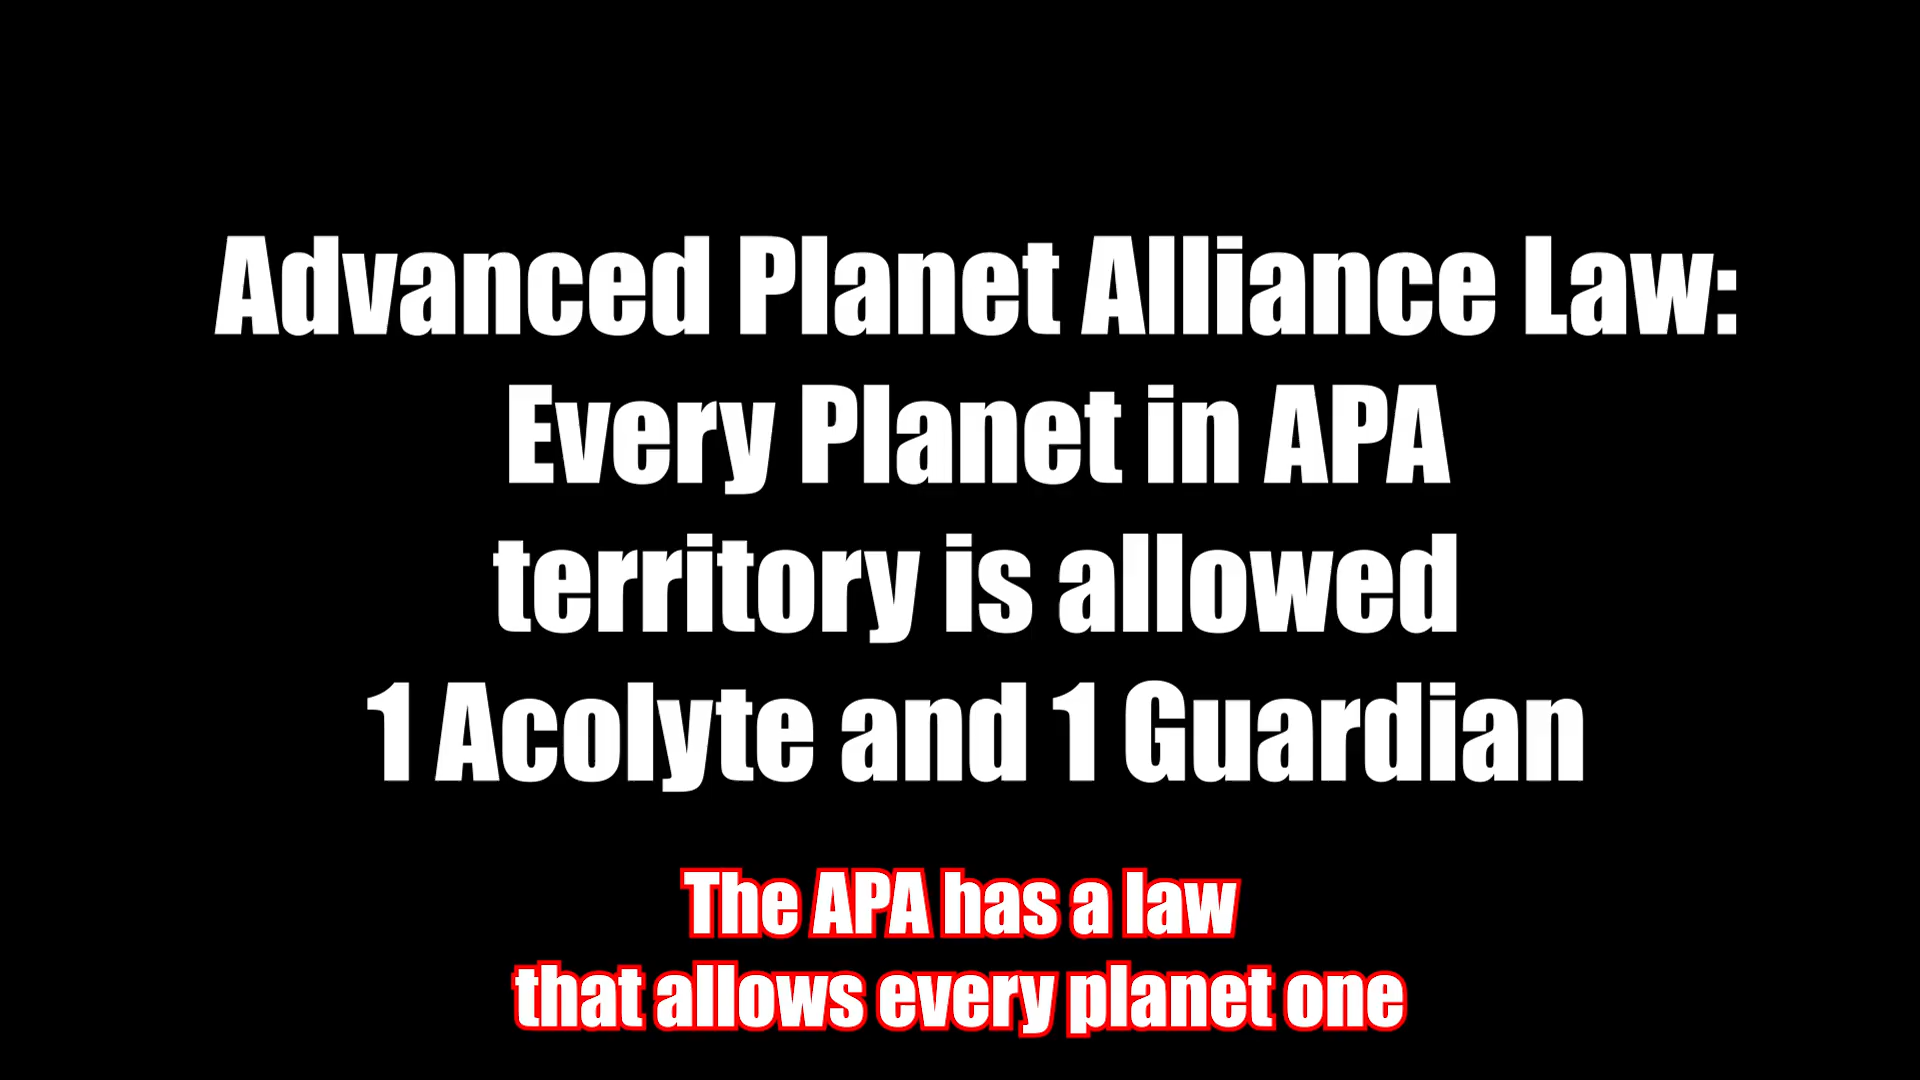 Advanced Planet Alliance Law:
Every Planet in APA
territory is allowed
1 Acolyte and 1 Guardian
The APA has a law
that allows every planet one